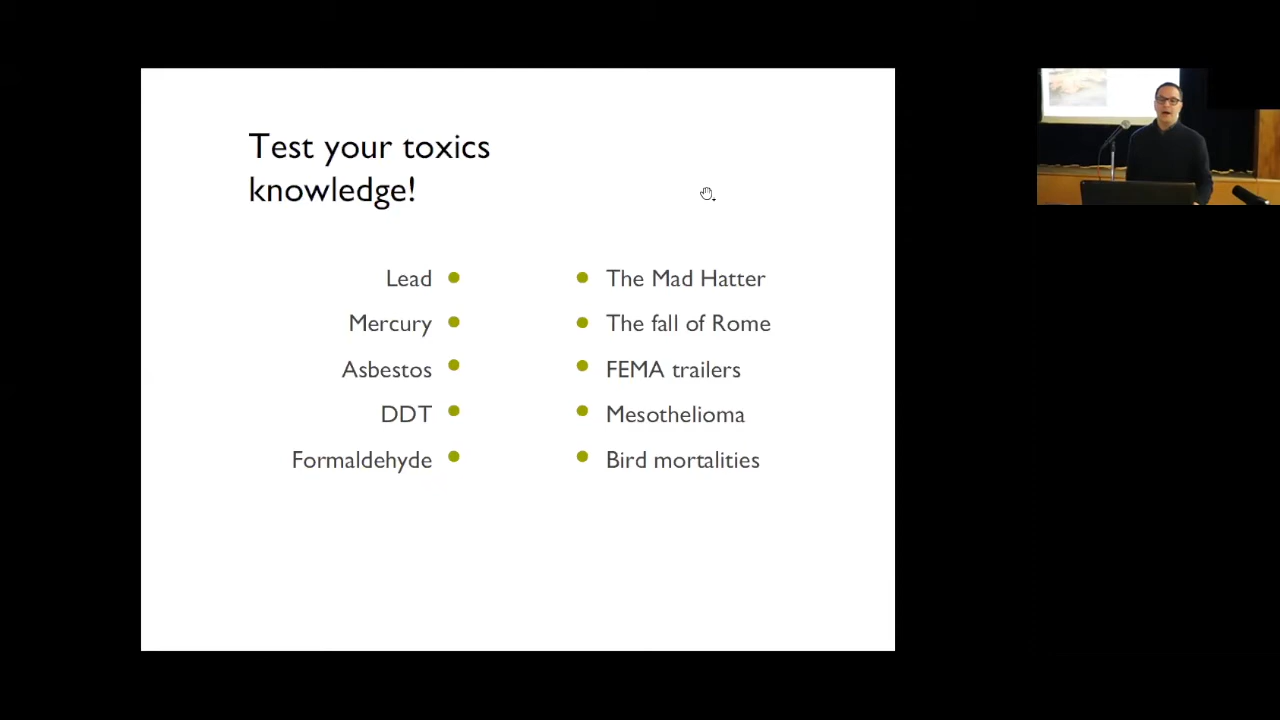 Test your toxics
knowledge!
Lead
The Mad Hatter
Mercury
The fall of Rome
Asbestos
FEMA trailers
DDT
Mesothelioma
Formaldehyde
Bird mortalities